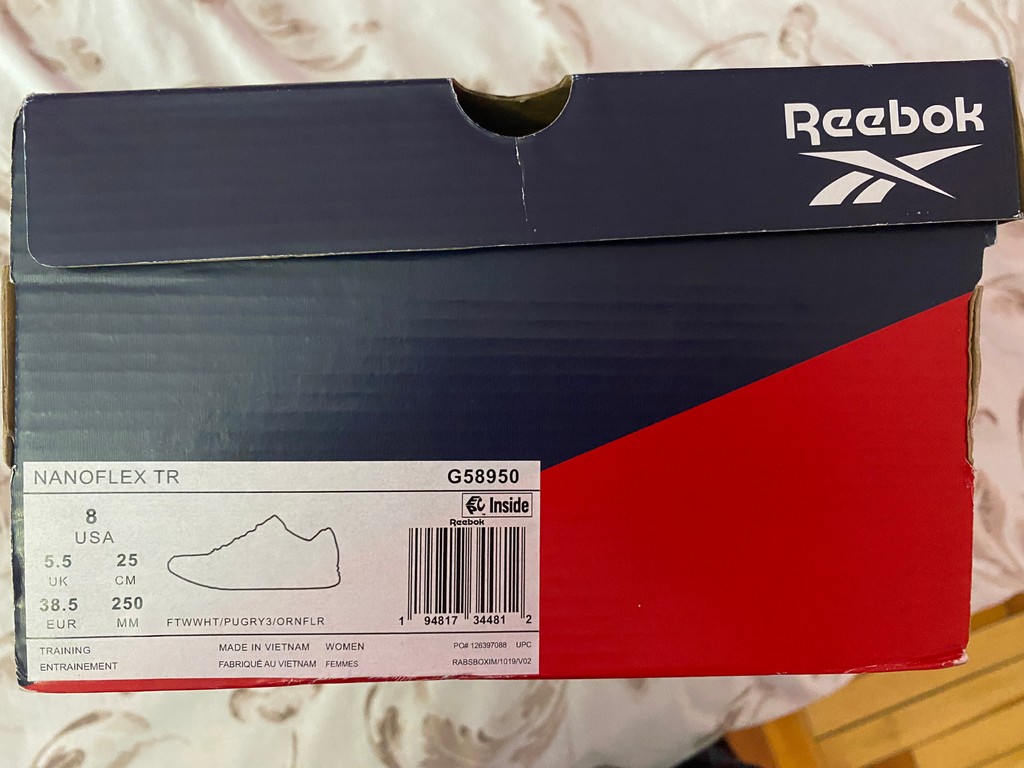 Reebok
NANOFLEX TR G58950
8
USA
5.5 25
UK CM
38.5 250
EUR MM
Inside
Reebok
1 94817 34481 2
FTWWHT/PUGRY3/ORNFLR
TRAINING MADE IN VIETNAM WOMEN PO# 126397088 UPC
ENTRAINEMENT FABRIQUÉ AU VIETNAM FEMMES RABSBOXIM/1019/V02